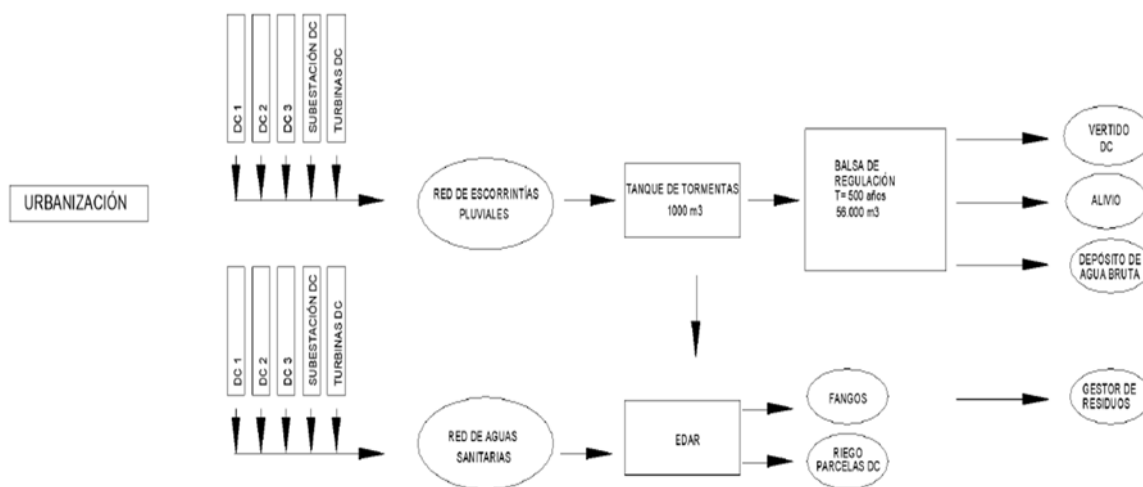 DC 1
DC 2
DC 3
SUBESTACIÓN DC
TURBINAS DC
URBANIZACIÓN
RED DE ESCORRINTÍAS
PLUVIALES
TANQUE DE TORMENTAS
1000 m3
BALSA DE
REGULACIÓN
T= 500 años
56.000 m3
VERTIDO
DC
ALIVIO
DEPÓSITO DE
AGUA BRUTA
DC 1
DC 2
DC 3
SUBESTACIÓN DC
TURBINAS DC
RED DE AGUAS
SANITARIAS
EDAR
FANGOS
RIEGO
PARCELAS DC
GESTOR DE
RESIDUOS